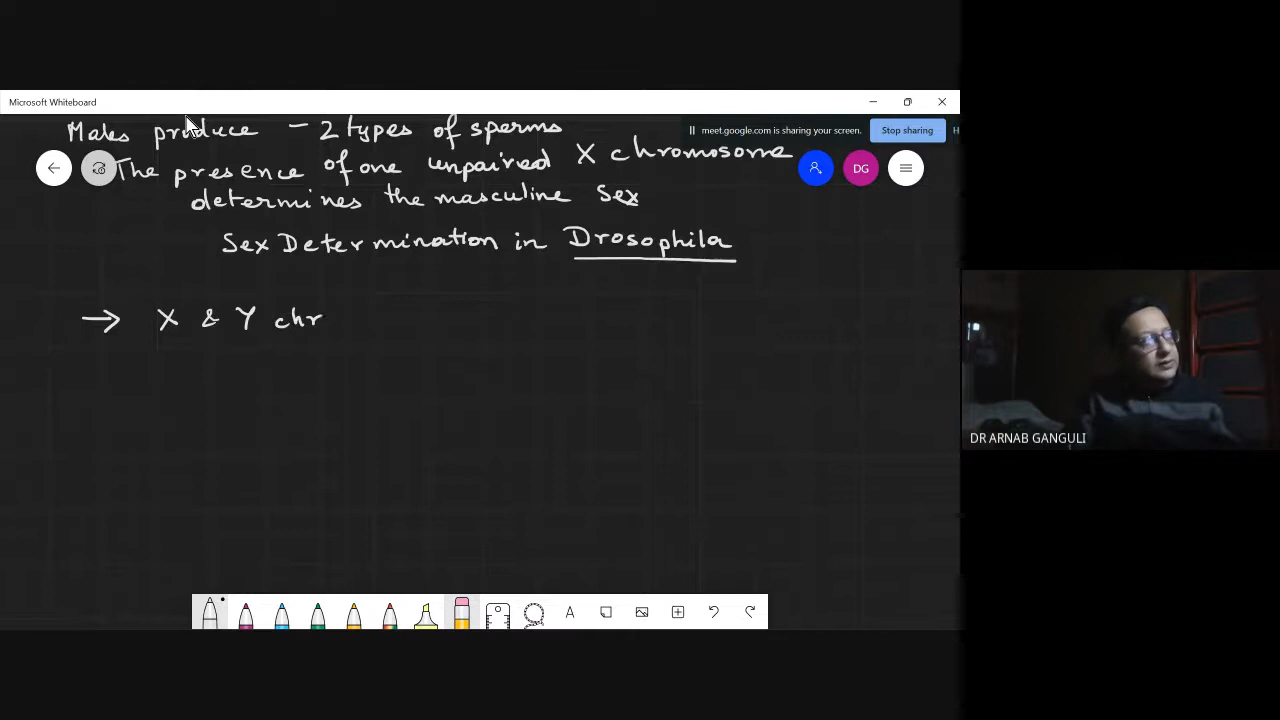 Microsoft Whiteboard
Males produce - 2 types of sperms
meet.google.com is sharing your screen.
Stop sharing
H
The presence of one unpaired X chromosome
DG
determines the masculine Sex
Sex Determination in Drosophila
→ X & Y chr
DR ARNAB GANGULI
A